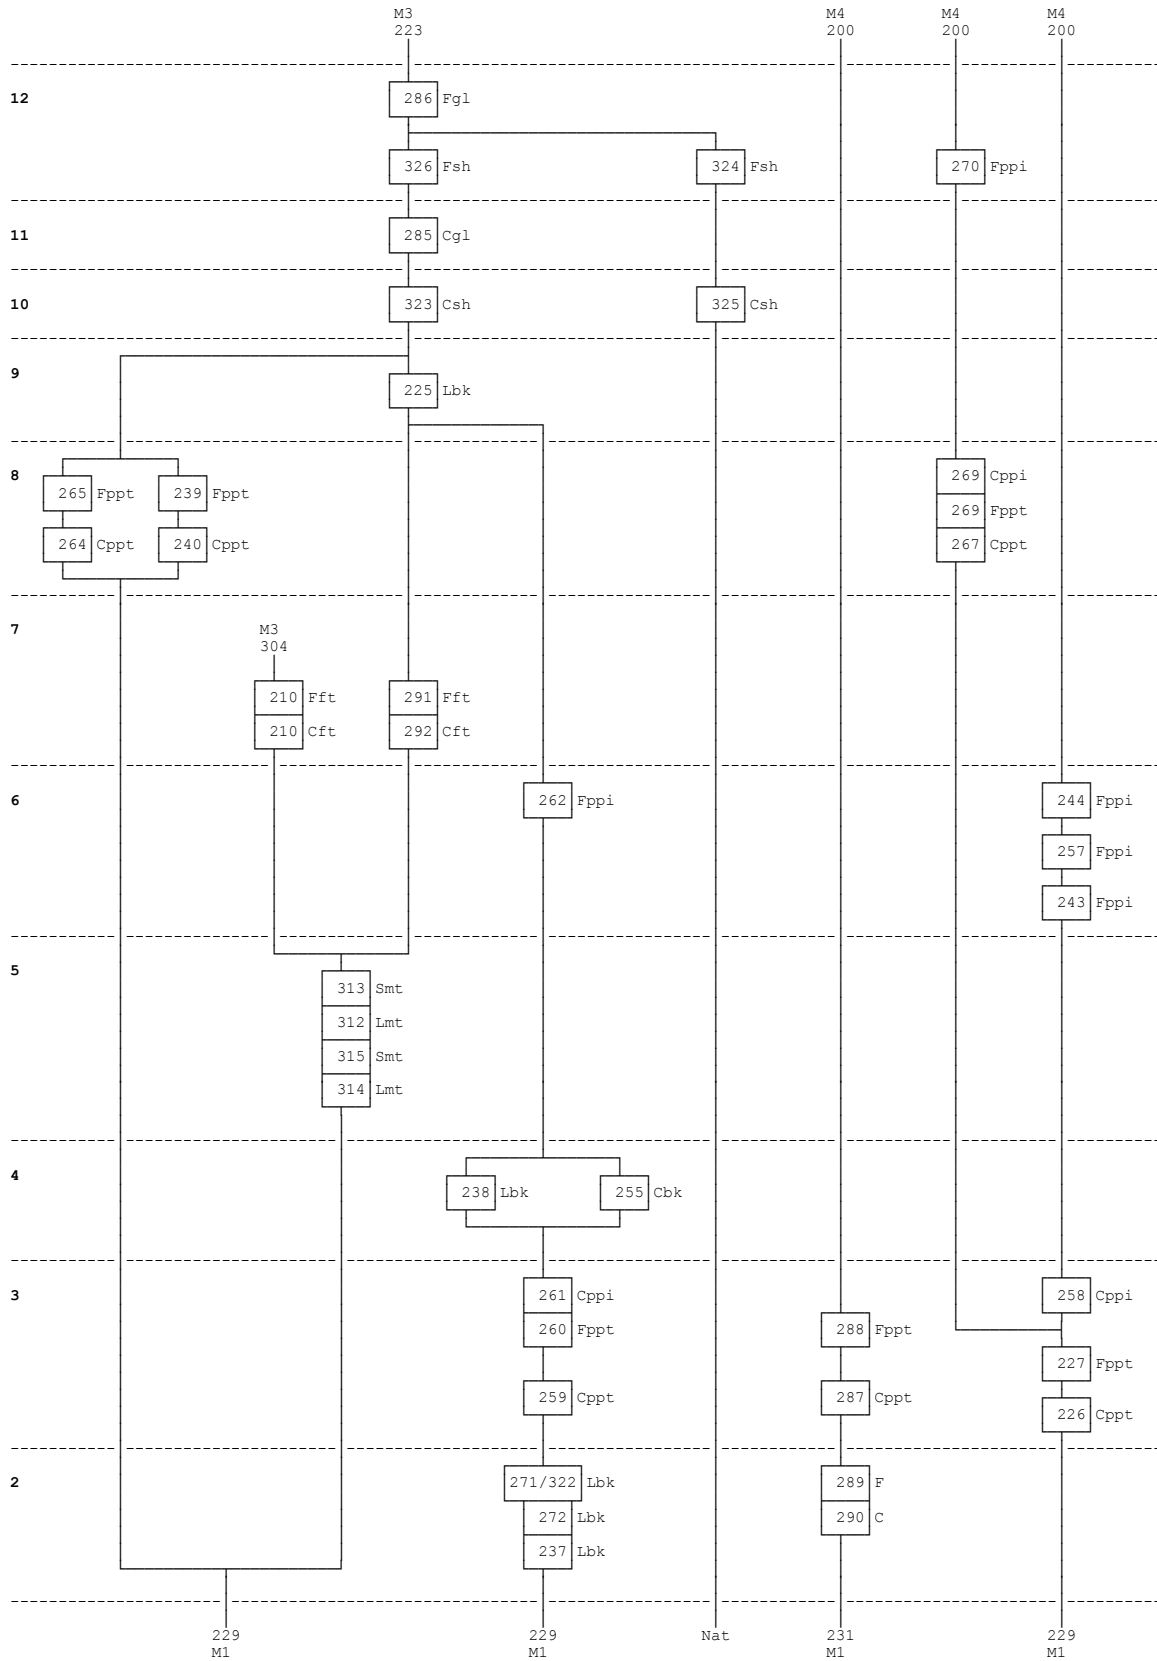 M3 M4 M4 M4
223 200 200 200
12
286 Fgl
326 Fsh 324 Fsh 270 Fppi
11 285 Cgl
10 323 Csh 325 Csh
9
225 Lbk
8 269 Cppi
265 Fppt 239 Fppt
269 Fppt
264 Cppt 240 Cppt 267 Cppt
7 M3
304
210 Fft 291 Fft
210 Cft 292 Cft
6 262 Fppi 244 Fppi
257 Fppi
243 Fppi
5
313 Smt
312 Lmt
315 Smt
314 Lmt
4
238 Lbk 255 Cbk
3 261 Cppi 258 Cppi
260 Fppt 288 Fppt
227 Fppt
259 Cppt 287 Cppt
226 Cppt
2 271/322 Lbk 289 F
272 Lbk 290 C
237 Lbk
229 229 Nat 231 229
M1 M1 M1 M1